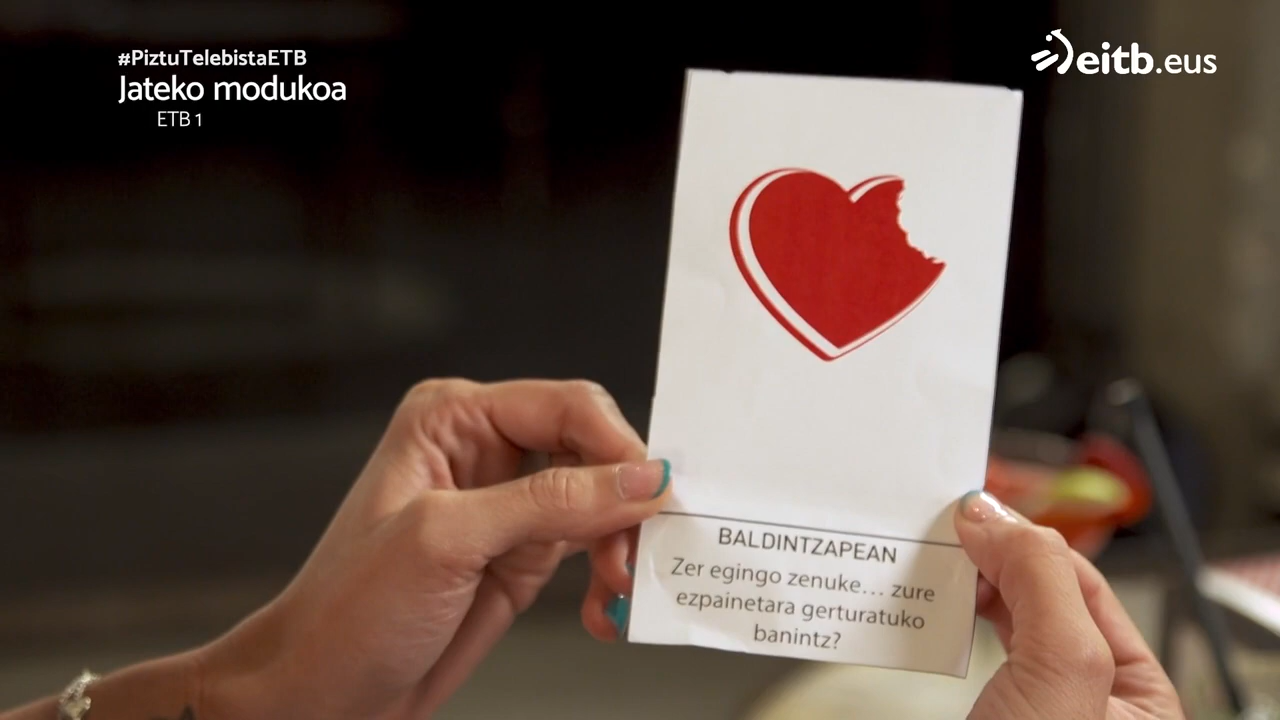 #PiztuTelebistaETB
Jateko modukoa
ETB 1
eitb.eus
BALDINTZAPEAN
Zer egingo zenuke... zure
ezpainetara gerturatuko
banintz?